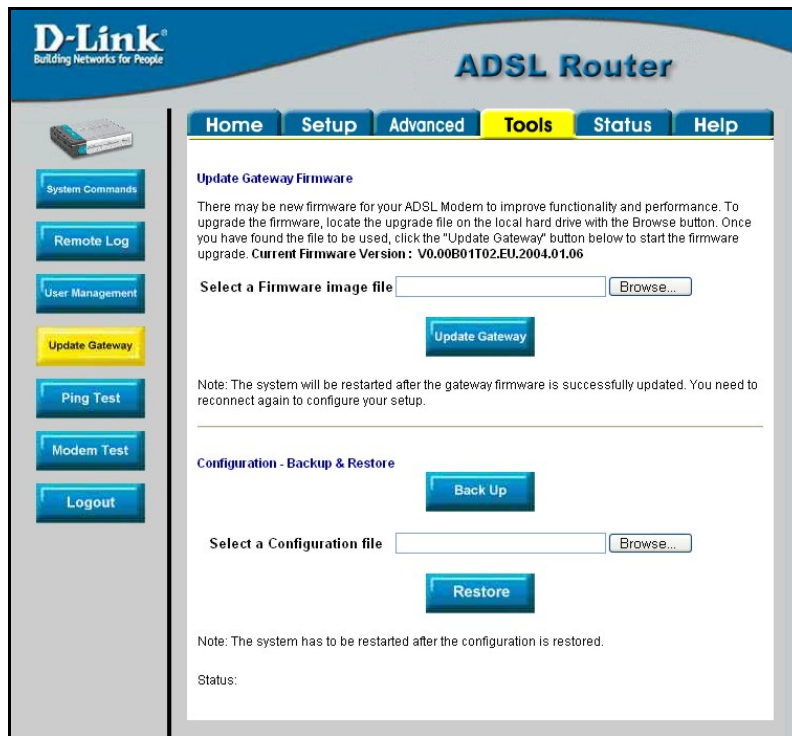 D-Link®
Building Networks for People
ADSL Router
Home Setup Advanced Tools Status Help
System Commands
Remote Log
User Management
Update Gateway
Ping Test
Modem Test
Logout
Update Gateway Firmware
There may be new firmware for your ADSL Modem to improve functionality and performance. To
upgrade the firmware, locate the upgrade file on the local hard drive with the Browse button. Once
you have found the file to be used, click the "Update Gateway" button below to start the firmware
upgrade. Current Firmware Version : V0.00B01T02.EU.2004.01.06
Select a Firmware image file Browse...
Update Gateway
Note: The system will be restarted after the gateway firmware is successfully updated. You need to
reconnect again to configure your setup.
Configuration - Backup & Restore
Back Up
Select a Configuration file Browse...
Restore
Note: The system has to be restarted after the configuration is restored.
Status: